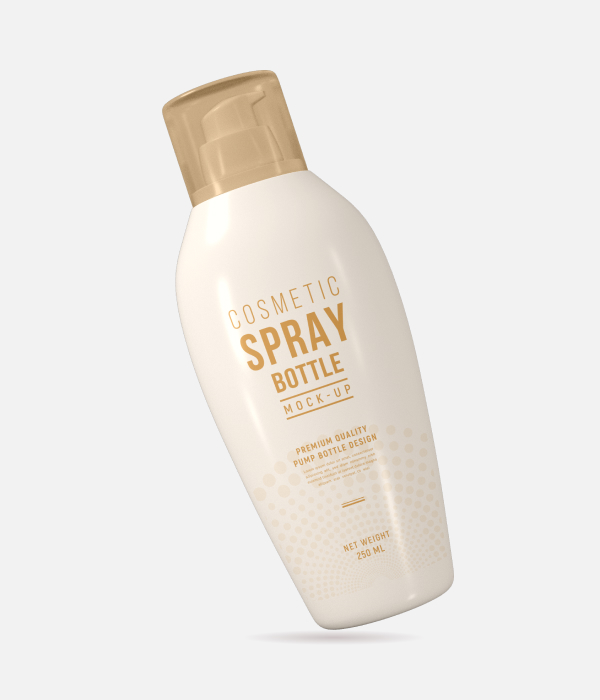 COSMETIC
SPRAY
BOTTLE
MOCK-UP
PREMIUM QUALITY
PUMP BOTTLE DESIGN
NET WEIGHT
250 ML